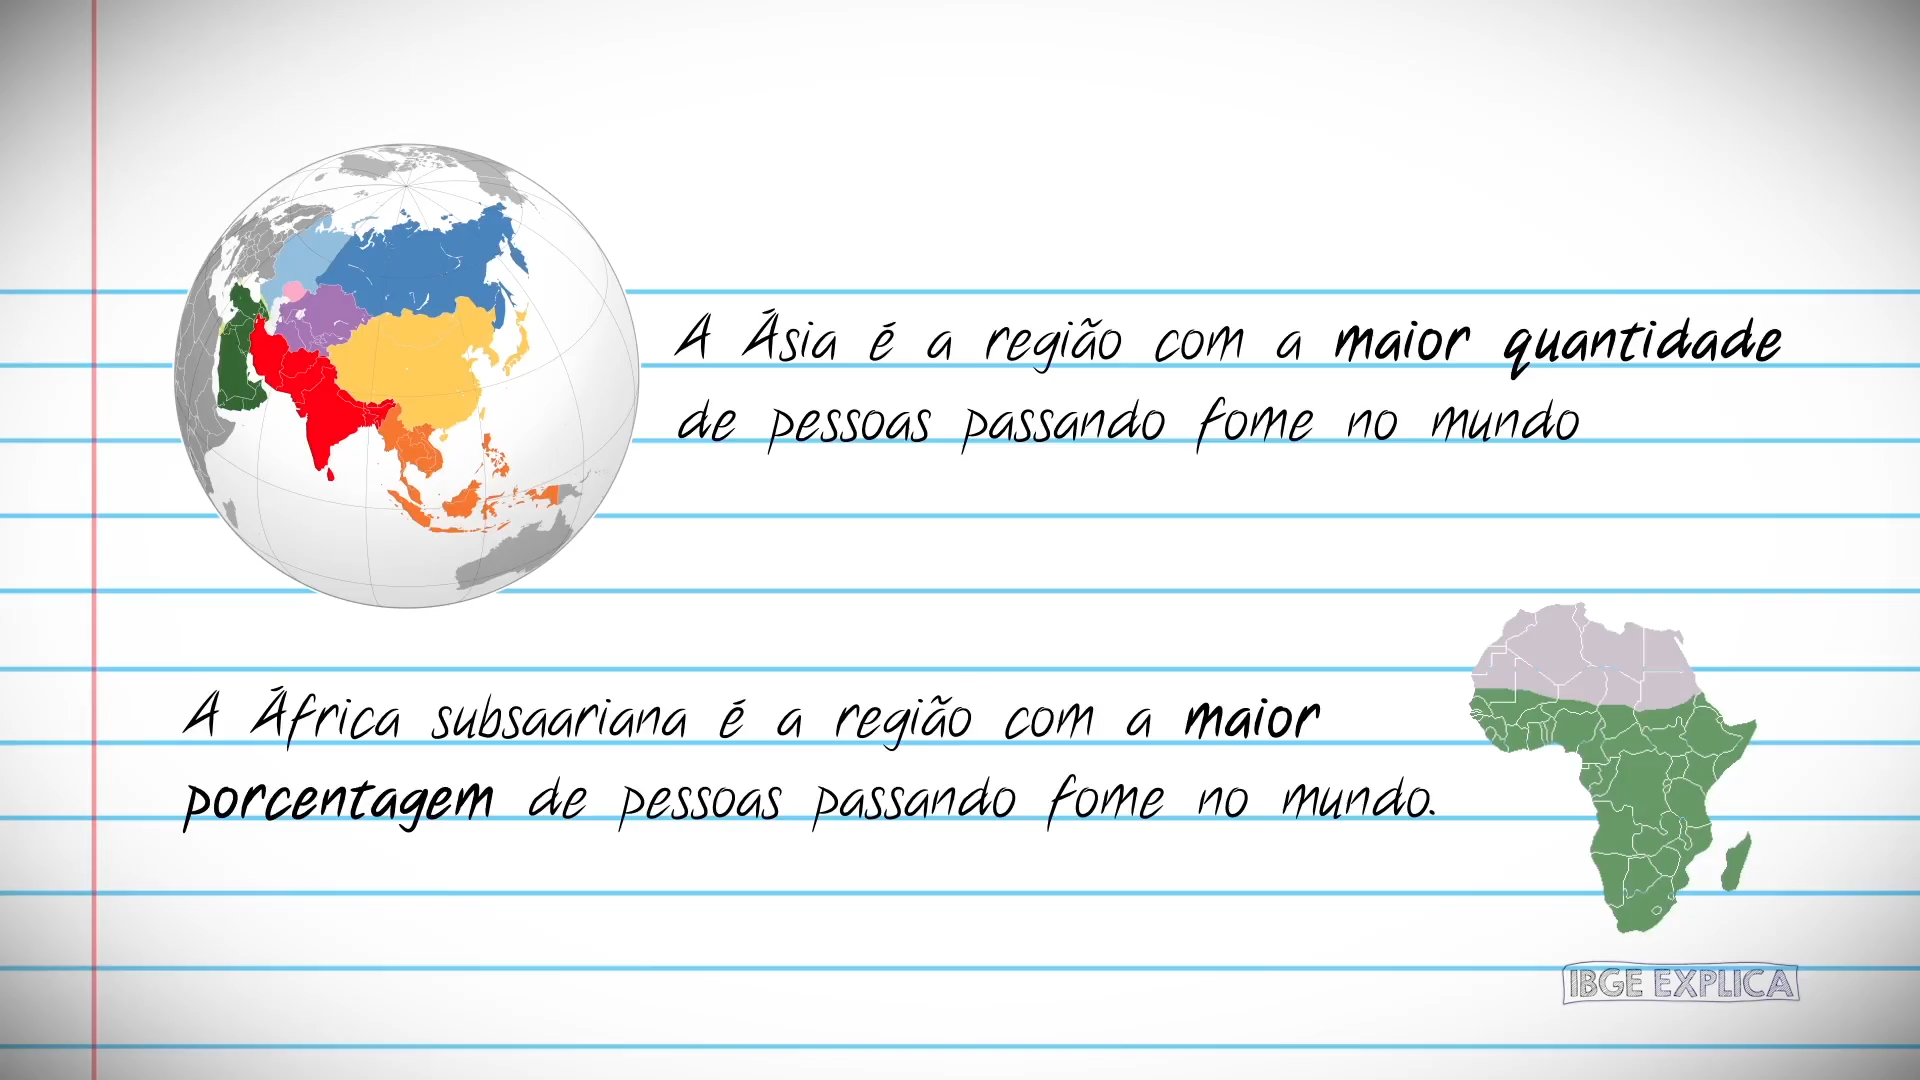 A Ásia é a região com a maior quantidade
de pessoas passando fome no mundo
A África subsaariana é a região com a maior
porcentagem de pessoas passando fome no mundo.
IBGE EXPLICA